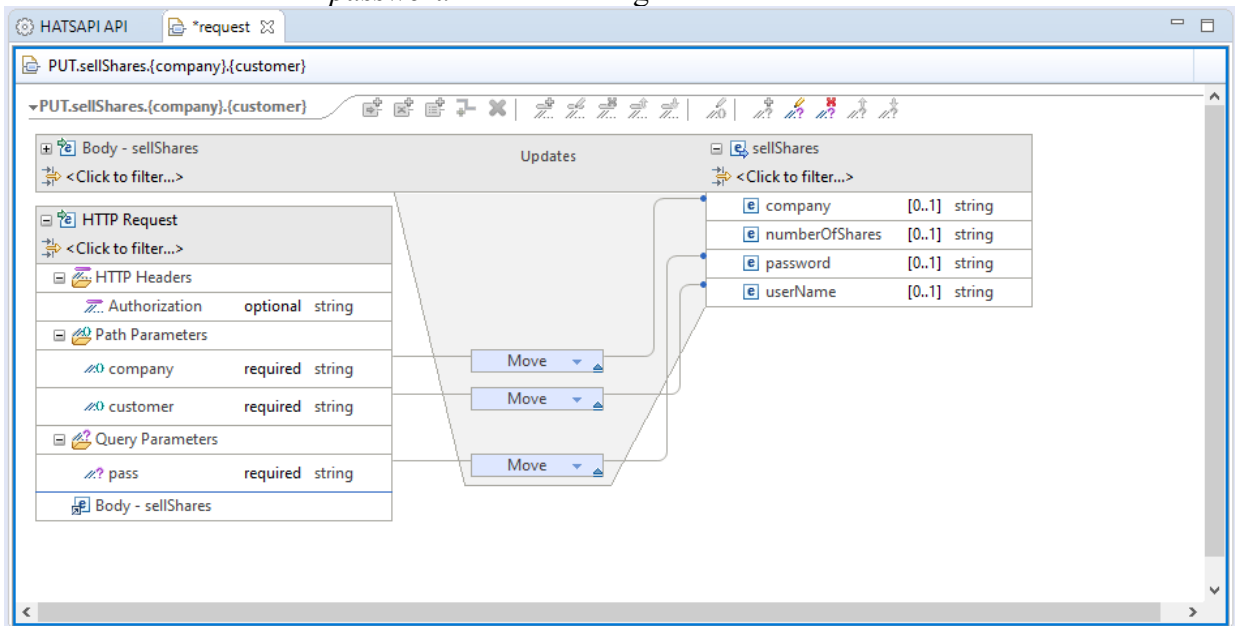 password
HATSAPI API *request
PUT.sellShares.{company}.{customer}
PUT.sellShares.{company}.{customer}
Body - sellShares
<Click to filter...>
Updates
sellShares
<Click to filter...>
company [0..1] string
numberOfShares [0..1] string
password [0..1] string
userName [0..1] string
HTTP Request
<Click to filter...>
HTTP Headers
Authorization optional string
Path Parameters
company required string
Move
customer required string
Move
Query Parameters
pass required string
Move
Body - sellShares